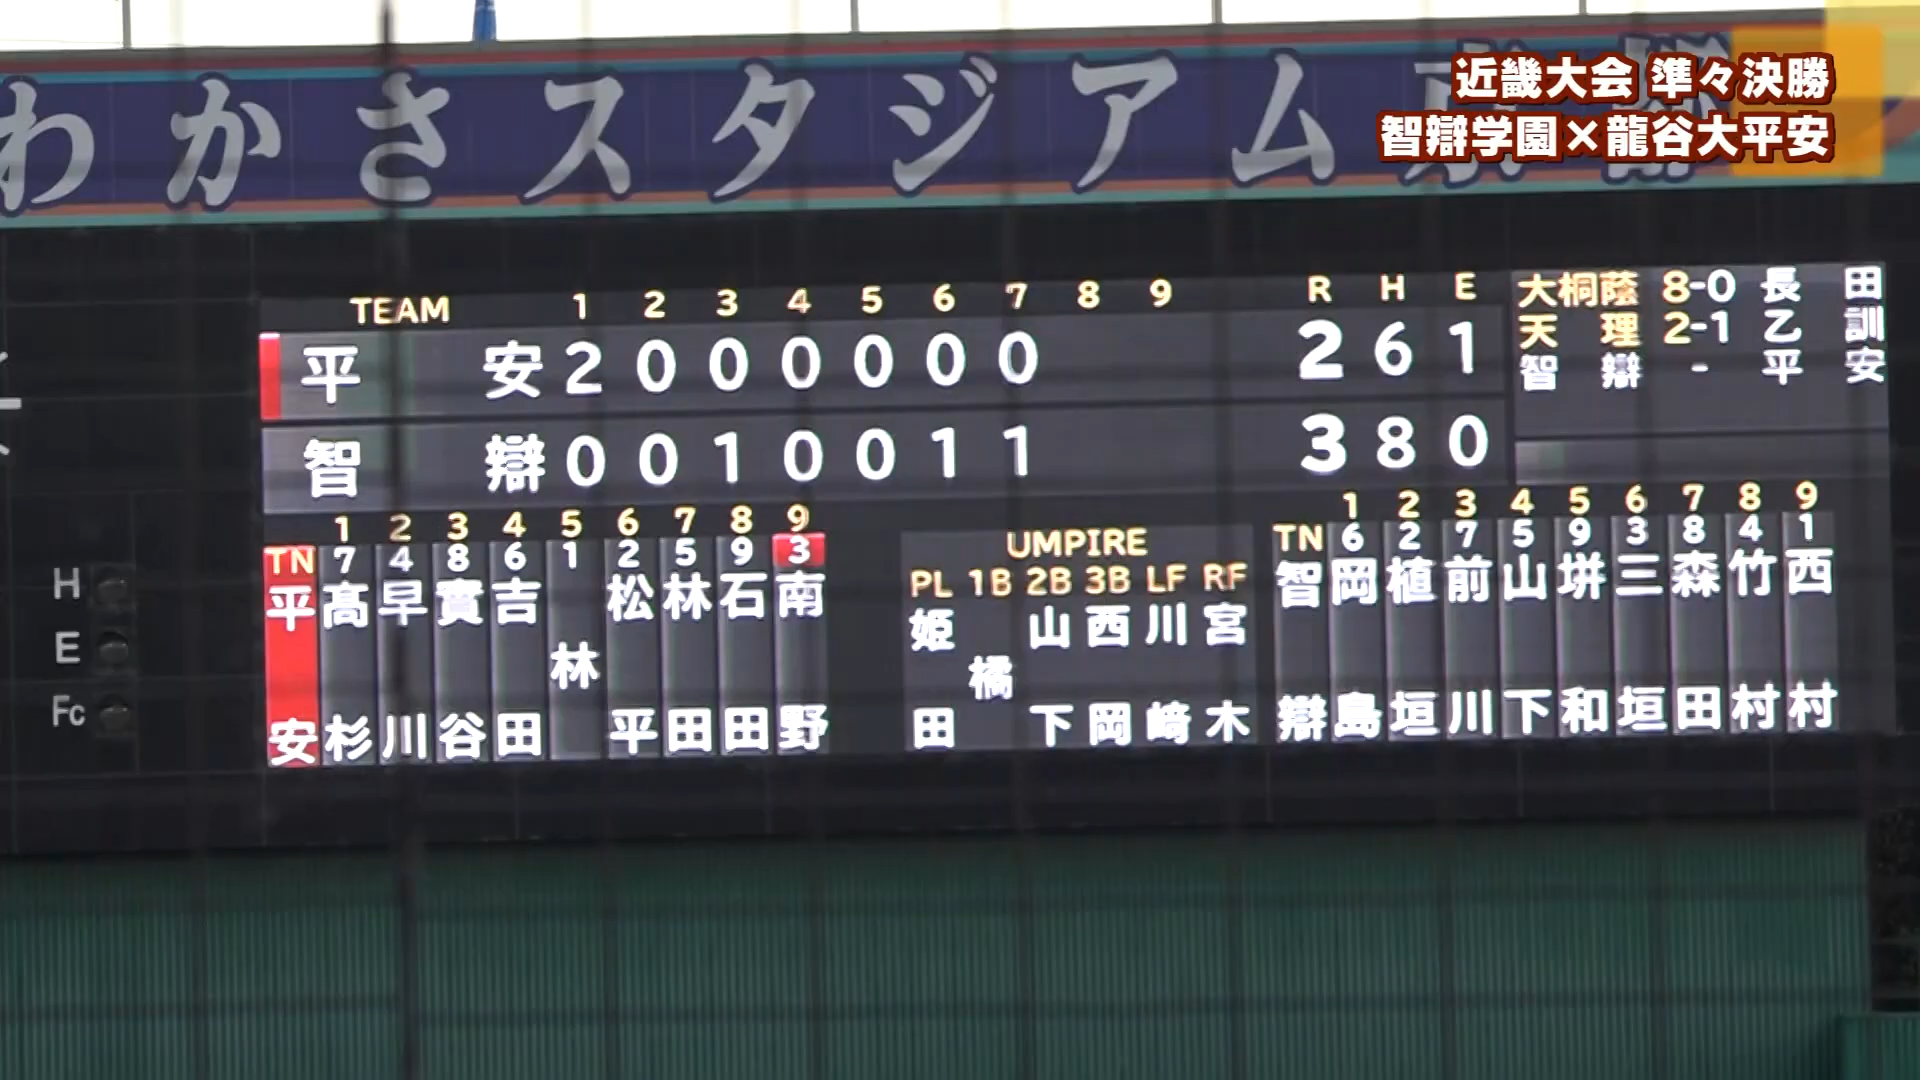 近畿大会 準々決勝
智辯学園×龍谷大平安
わかさスタジアム京都
TEAM 1 2 3 4 5 6 7 8 9 R H E
平安 2 0 0 0 0 0 0 2 6 1
智辯 0 0 1 0 0 1 1 3 8 0
大桐蔭 8-0 長田
天理 2-1 乙訓
智辯 - 平安
1 2 3 4 5 6 7 8 9
TN 7 4 8 6 1 2 5 9 3
平安 髙杉 早川 寳谷 吉田 林 松平 林田 石田 南野
UMPIRE
PL 1B 2B 3B LF RF
姫田 橘 山下 西岡 川﨑 宮木
1 2 3 4 5 6 7 8 9
TN 6 2 7 5 9 3 8 4 1
智辯 岡島 植垣 前川 山下 垪和 三垣 森田 竹村 西村
H
E
Fc